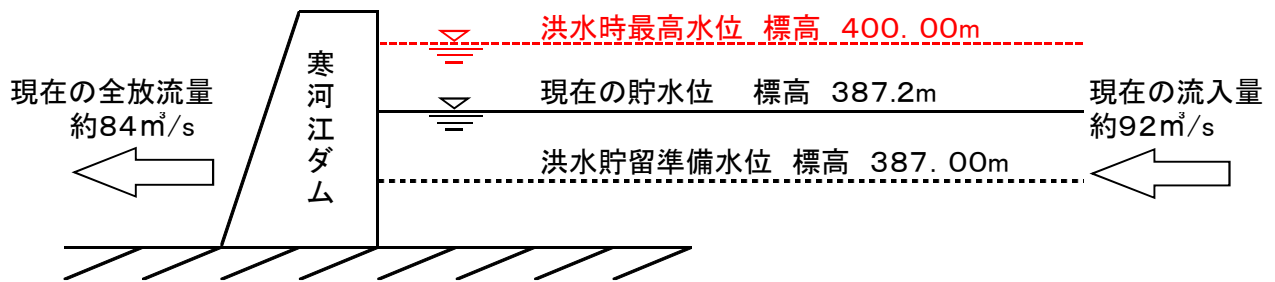 洪水時最高水位 標高 400.00m
現在の全放流量
約84㎥/s
寒河江ダム
現在の貯水位 標高 387.2m
現在の流入量
約92㎥/s
洪水貯留準備水位 標高 387.00m